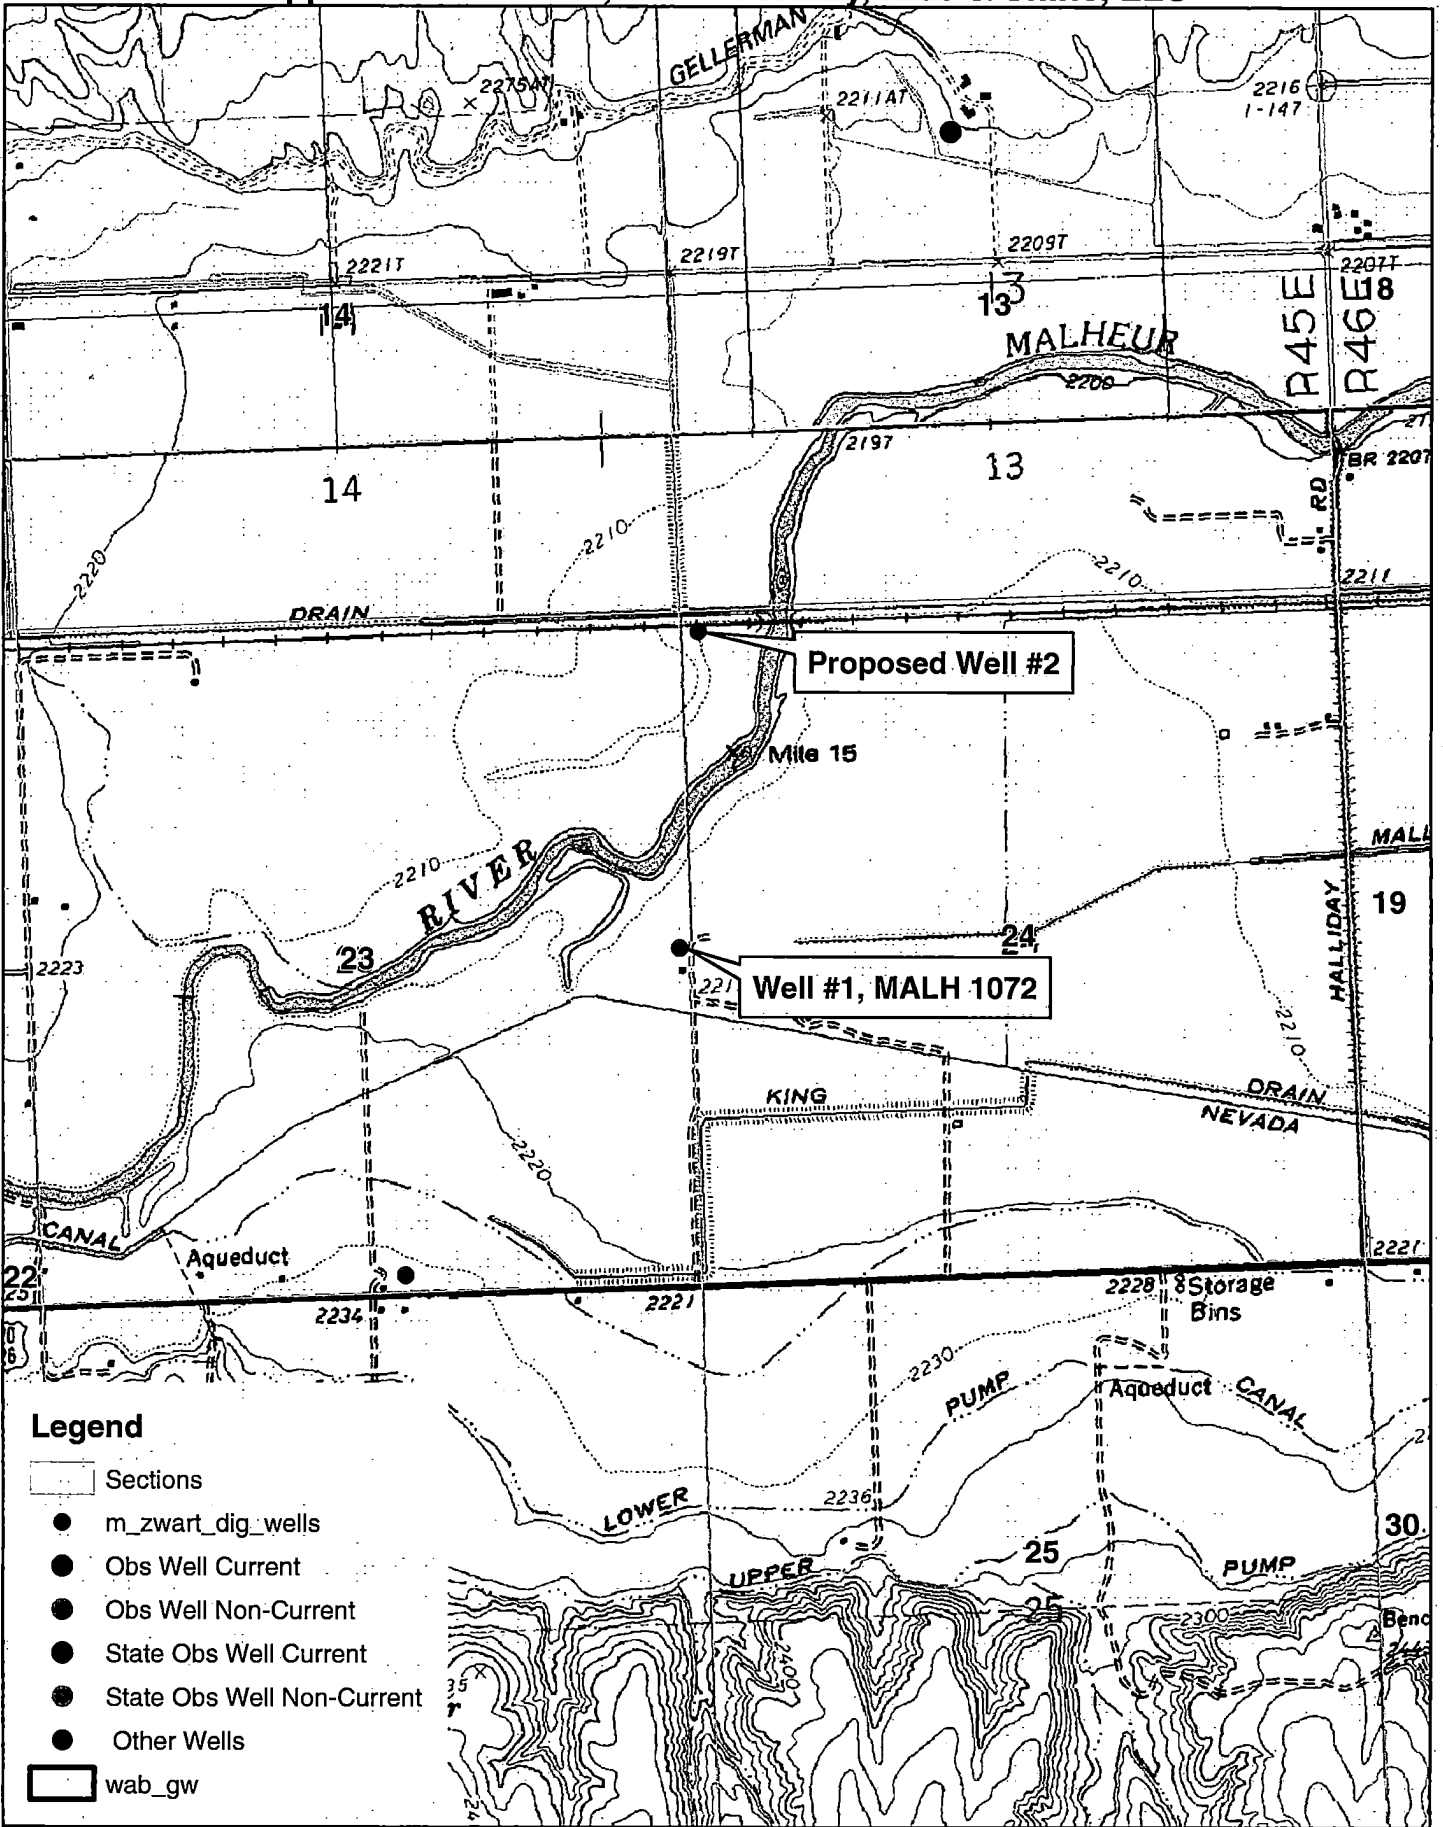 GELLERMAN
2275AT
2211AT
2216
1-147
2221T
2219T
2209T
2207T
14
13
13
18
R45E
R46E
MALHEUR
2200
2197
BR 2207
14
13
RD
2220
2210
2210
2211
DRAIN
Proposed Well #2
Mile 15
2210
RIVER
HALLIDAY
19
23
24
2223
Well #1, MALH 1072
221
2210
KING
DRAIN
NEVADA
2220
CANAL
Aqueduct
22
2234
2221
2228
Storage
Bins
2221
2230
PUMP
Aqueduct
CANAL
LOWER
2236
25
30
UPPER
PUMP
25
2300
2400
Legend
Sections
m_zwart_dig_wells
Obs Well Current
Obs Well Non-Current
State Obs Well Current
State Obs Well Non-Current
Other Wells
wab_gw